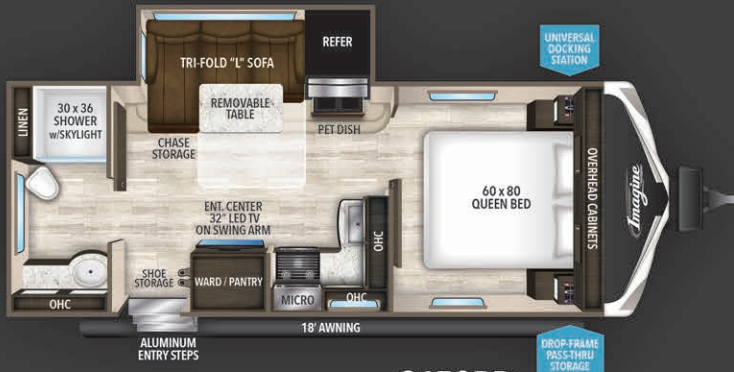 UNIVERSAL
DOCKING
STATION
REFER
TRI-FOLD "L" SOFA
LINEN
30 x 36
SHOWER
w/SKYLIGHT
REMOVABLE
TABLE
PET DISH
CHASE
STORAGE
60 x 80
QUEEN BED
OVERHEAD CABINETS
Imagine
ENT. CENTER
32" LED TV
ON SWING ARM
OHC
SHOE
STORAGE
WARD / PANTRY
MICRO
OHC
OHC
18' AWNING
ALUMINUM
ENTRY STEPS
DROP-FRAME
PASS-THRU
STORAGE